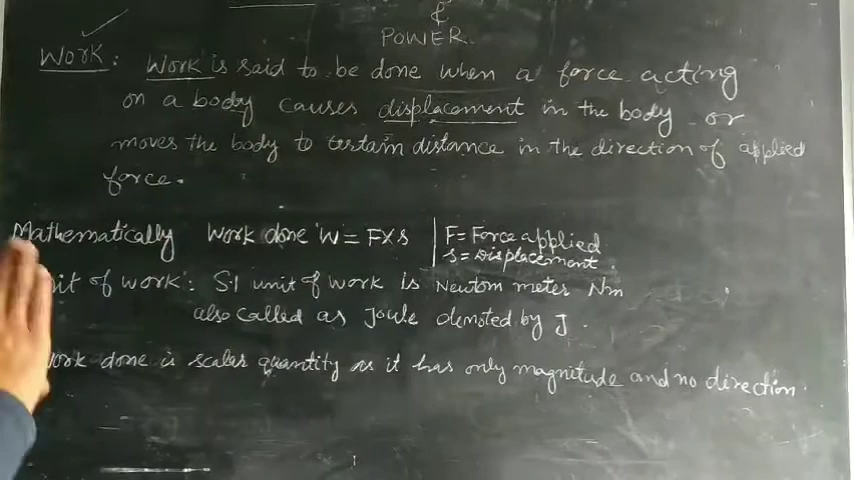 &
POWER
Work: Work is said to be done when a force acting
on a body causes displacement in the body or
moves the body to certain distance in the direction of applied
force.
Mathematically Work done W = F×s | F = Force applied
s = Displacement
of work: S.I unit of work is Newton meter Nm
also called as Joule denoted by J.
done is scalar quantity as it has only magnitude and no direction.